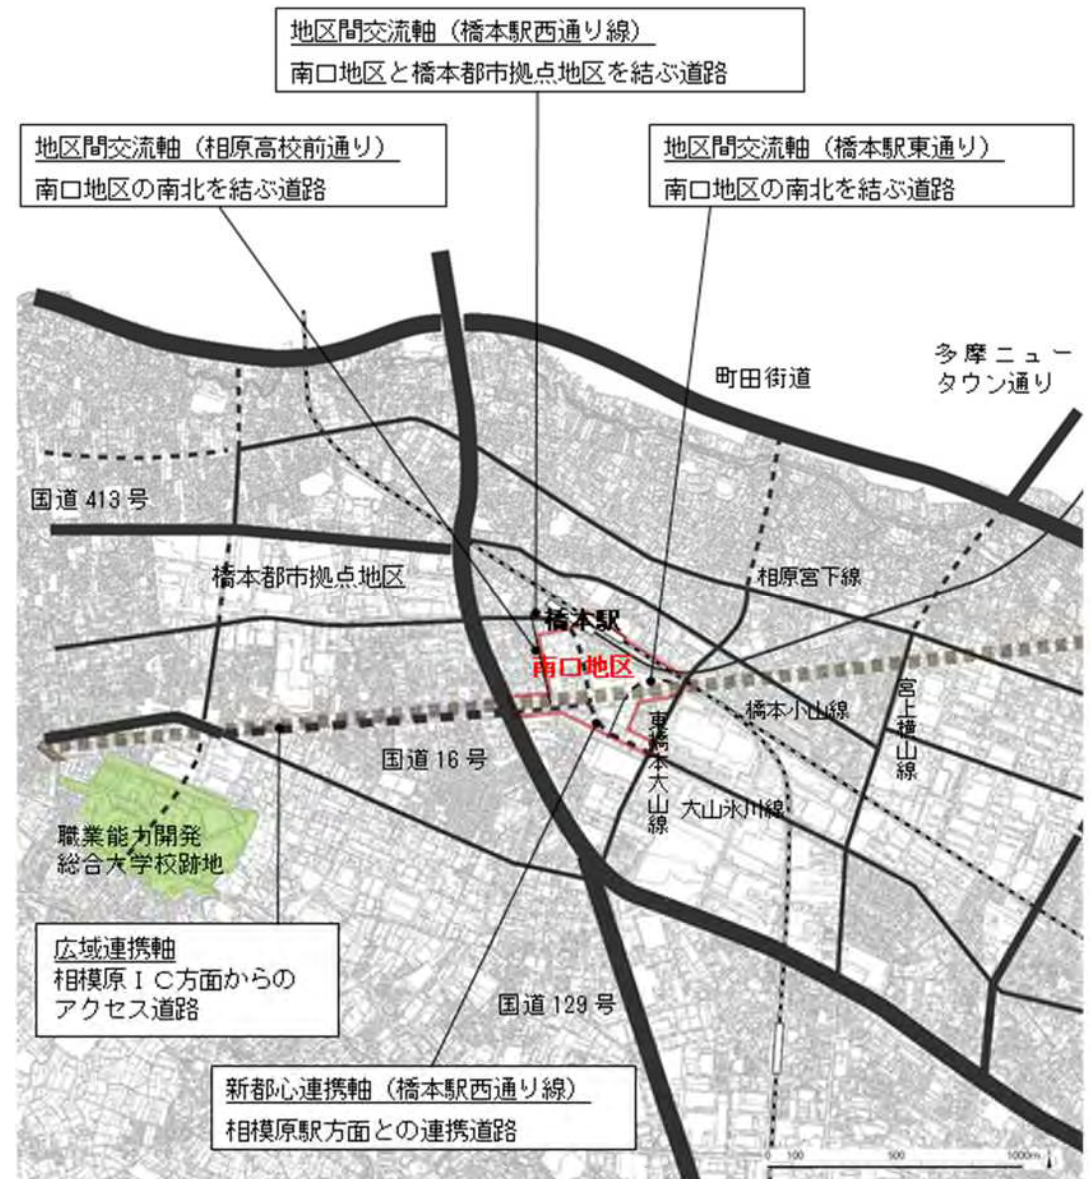 地区間交流軸（橋本駅西通り線）
南口地区と橋本都市拠点地区を結ぶ道路
地区間交流軸（相原高校前通り）
南口地区の南北を結ぶ道路
地区間交流軸（橋本駅東通り）
南口地区の南北を結ぶ道路
多摩ニュー
タウン通り
町田街道
国道413号
橋本都市拠点地区
相原宮下線
橋本駅
南口地区
宮上横山線
橋本小山線
東橋本大山線
国道16号
大山氷川線
職業能力開発
総合大学校跡地
広域連携軸
相模原ＩＣ方面からの
アクセス道路
国道129号
新都心連携軸（橋本駅西通り線）
相模原駅方面との連携道路
0 100 500 1000m